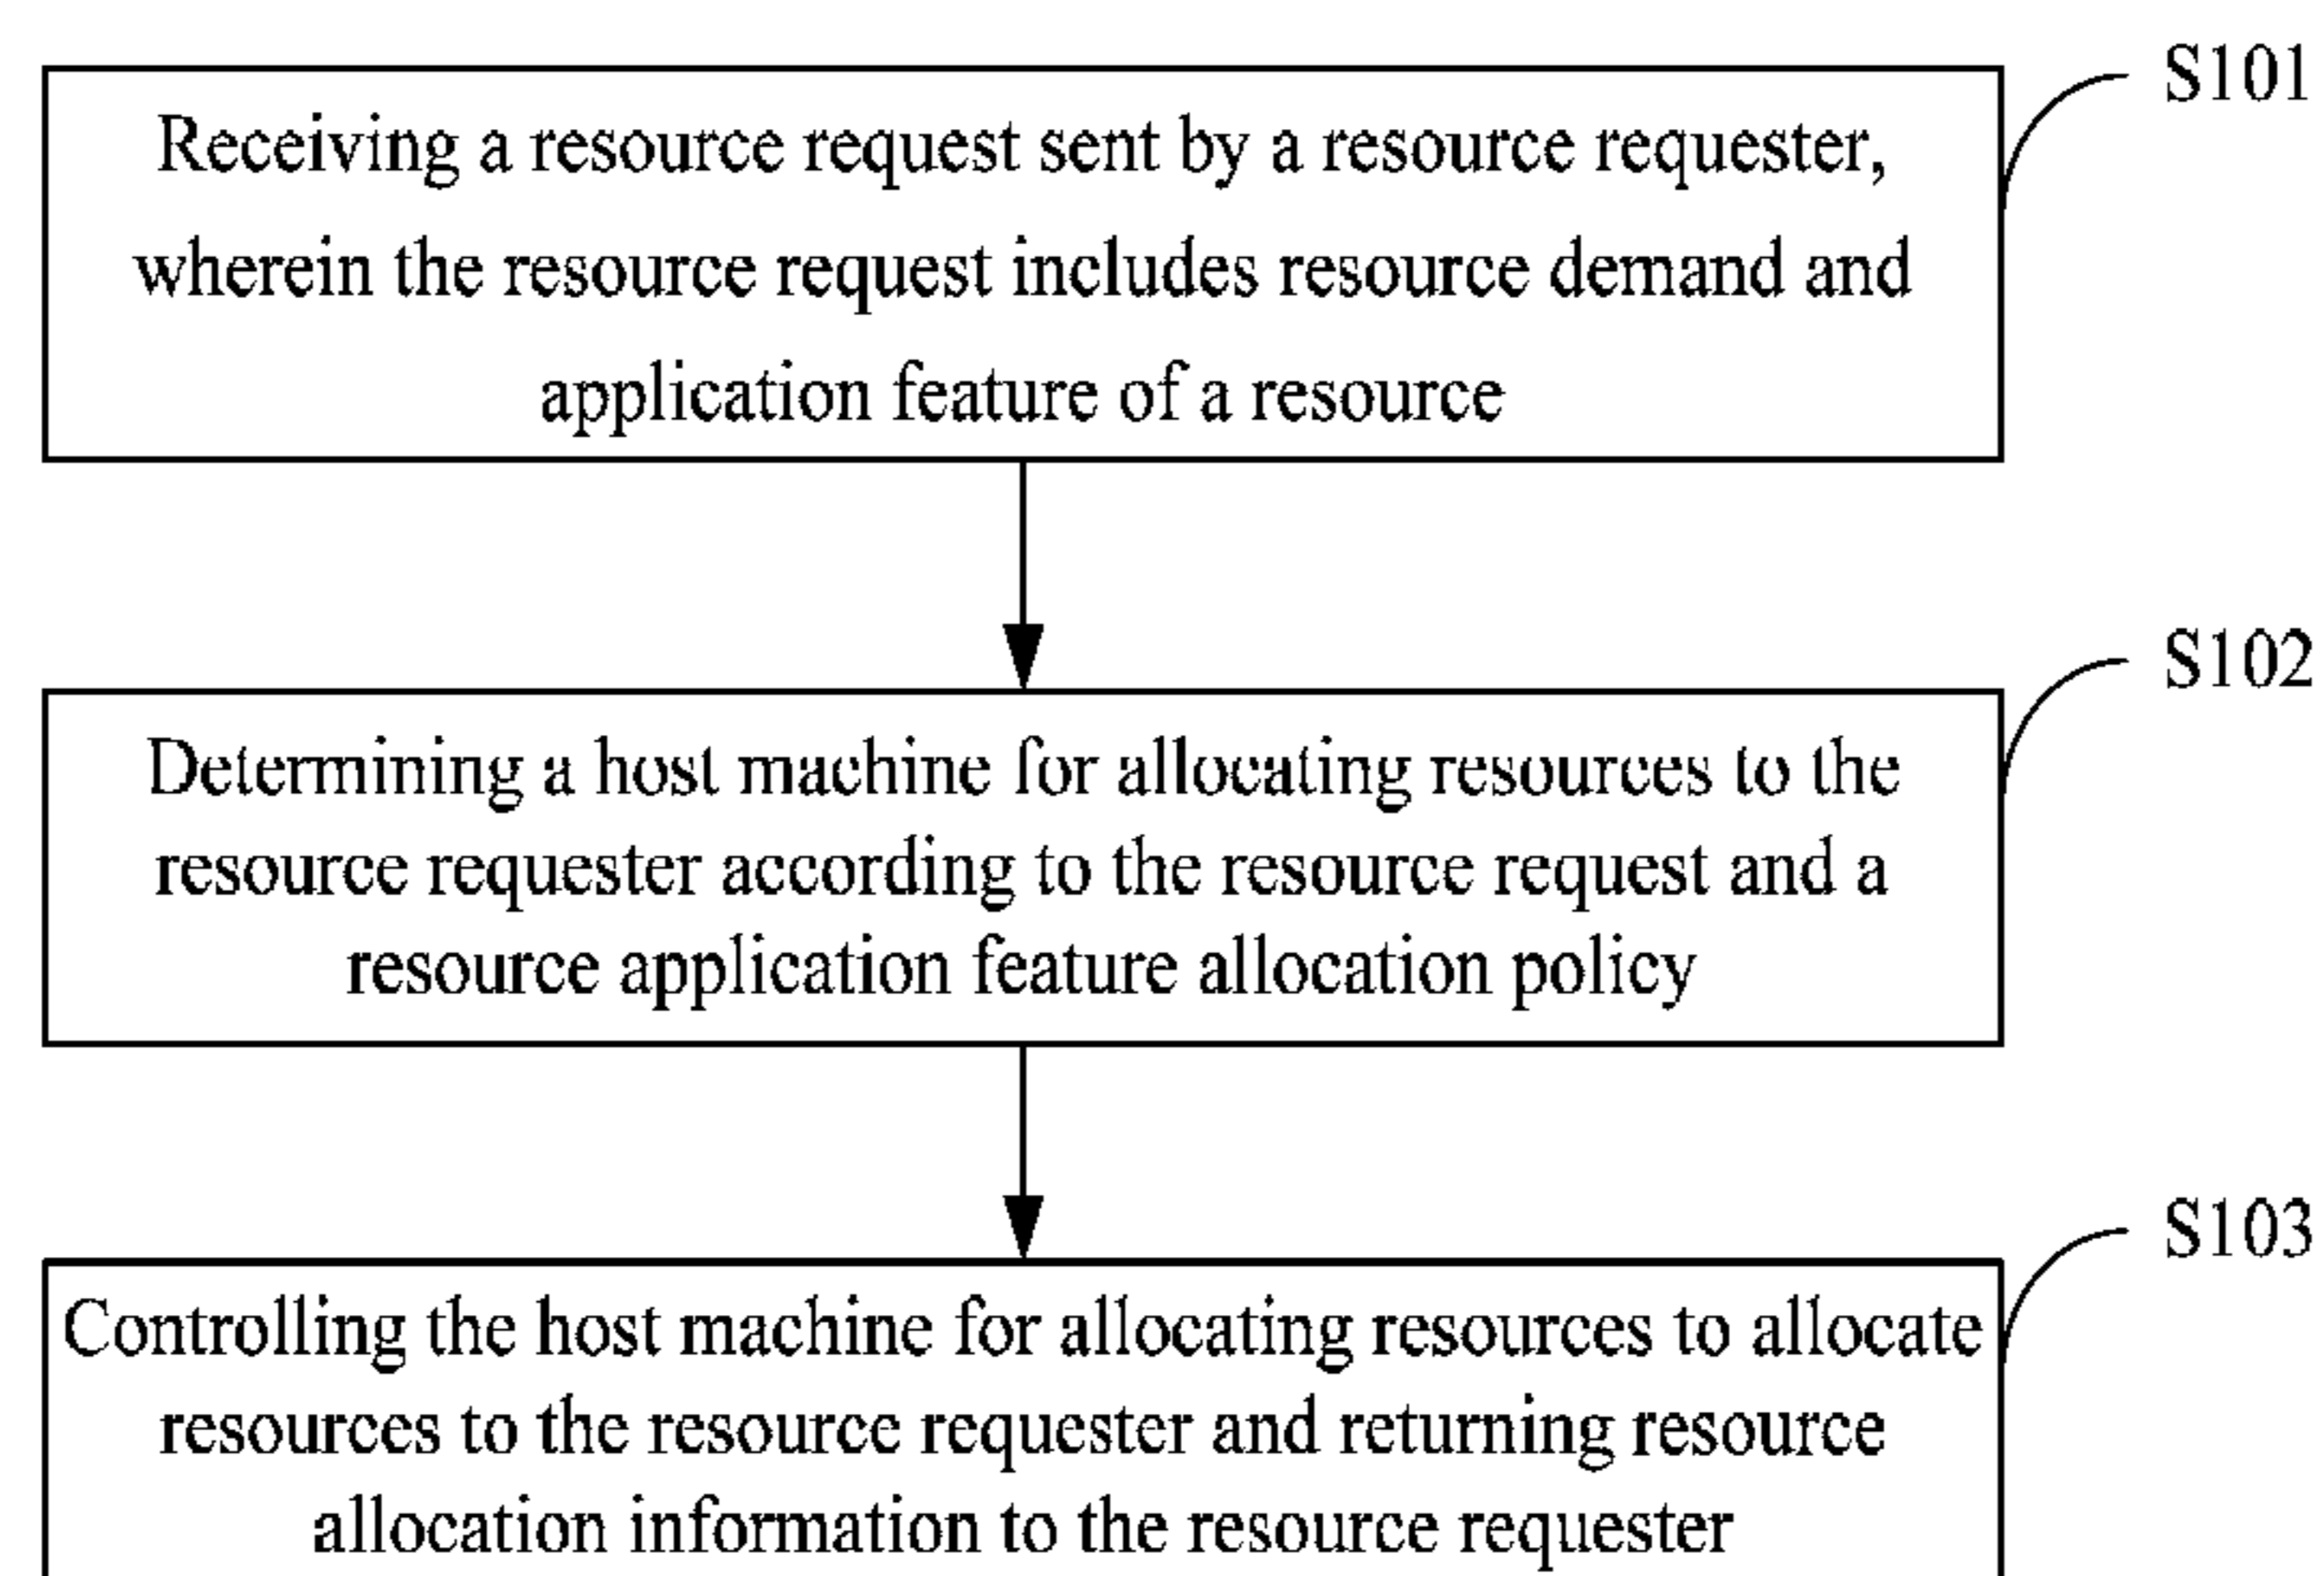 S101
Receiving a resource request sent by a resource requester,
wherein the resource request includes resource demand and
application feature of a resource
S102
Determining a host machine for allocating resources to the
resource requester according to the resource request and a
resource application feature allocation policy
S103
Controlling the host machine for allocating resources to allocate
resources to the resource requester and returning resource
allocation information to the resource requester